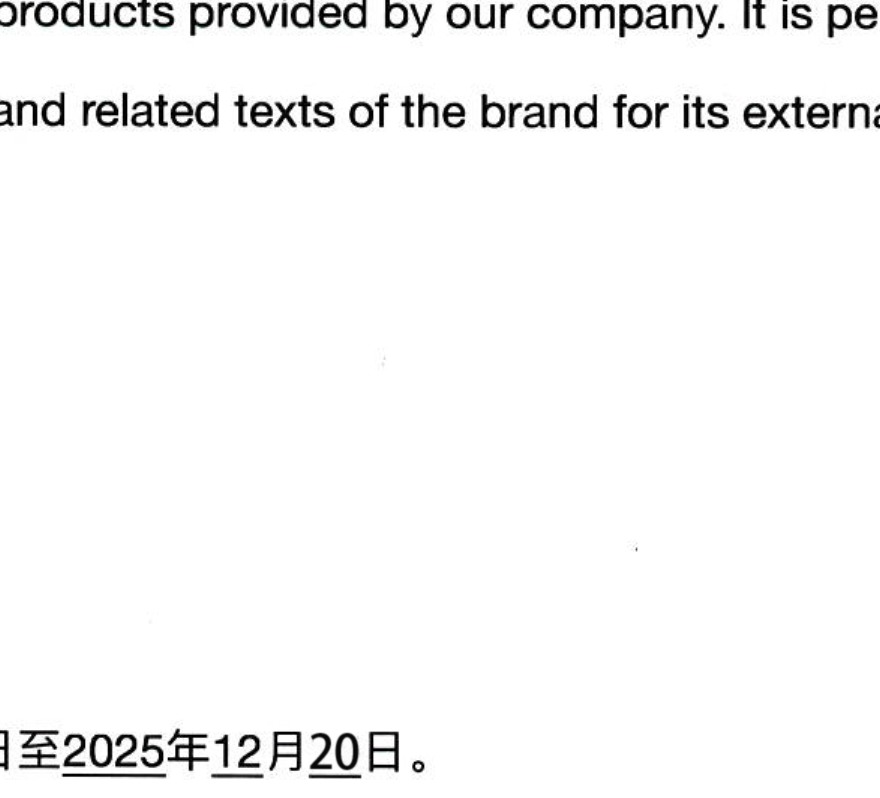 products provided by our company. It is pe
and related texts of the brand for its externa
日至2025年12月20日。